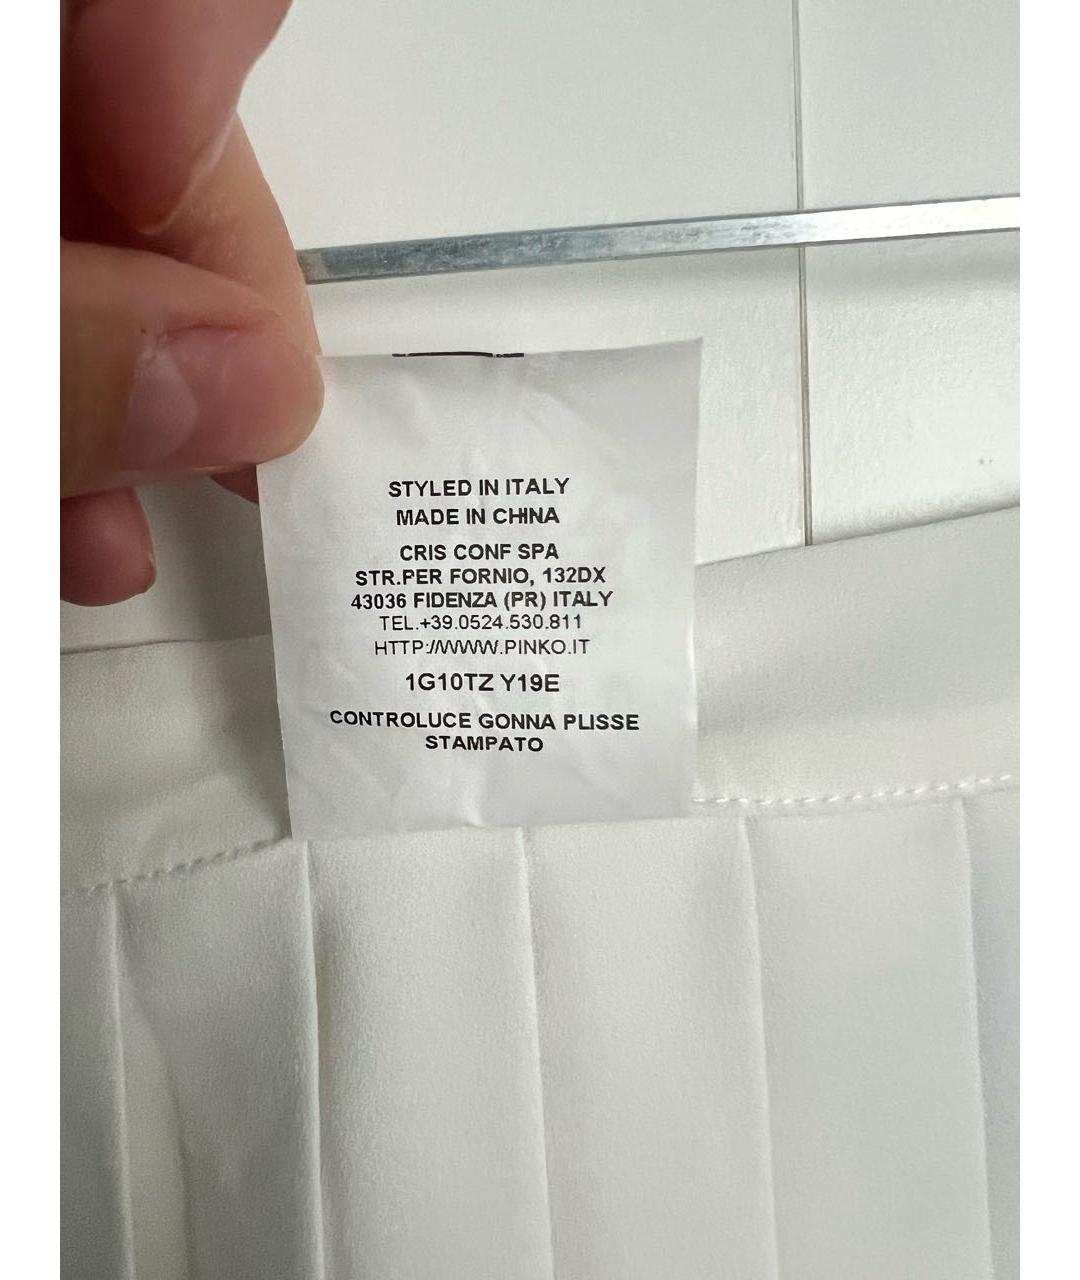 STYLED IN ITALY
MADE IN CHINA
CRIS CONF SPA
STR.PER FORNIO, 132DX
43036 FIDENZA (PR) ITALY
TEL.+39.0524.530.811
HTTP://WWW.PINKO.IT
1G10TZ Y19E
CONTROLUCE GONNA PLISSE
STAMPATO